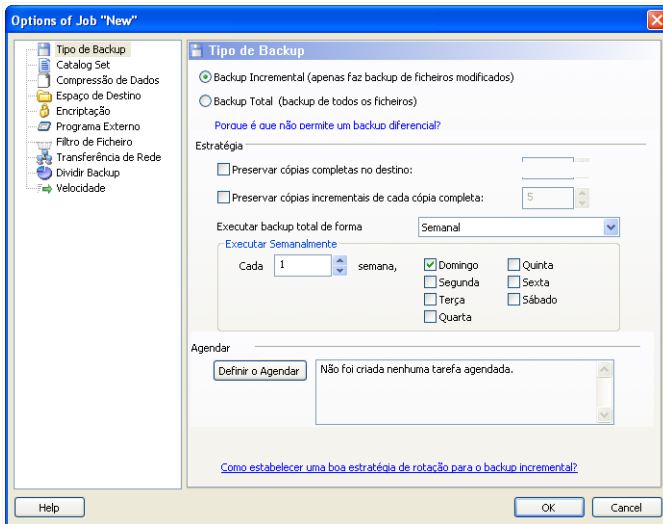 Options of Job "New"
Tipo de Backup
Catalog Set
Compressão de Dados
Espaço de Destino
Encriptação
Programa Externo
Filtro de Ficheiro
Transferência de Rede
Dividir Backup
Velocidade
Tipo de Backup
Backup Incremental (apenas faz backup de ficheiros modificados)
Backup Total (backup de todos os ficheiros)
Porque é que não permite um backup diferencial?
Estratégia
Preservar cópias completas no destino:
Preservar cópias incrementais de cada cópia completa: 5
Executar backup total de forma Semanal
Executar Semanalmente
Cada 1 semana, Domingo Quinta
Segunda Sexta
Terça Sábado
Quarta
Agendar
Definir o Agendar Não foi criada nenhuma tarefa agendada.
Como estabelecer uma boa estratégia de rotação para o backup incremental?
Help OK Cancel